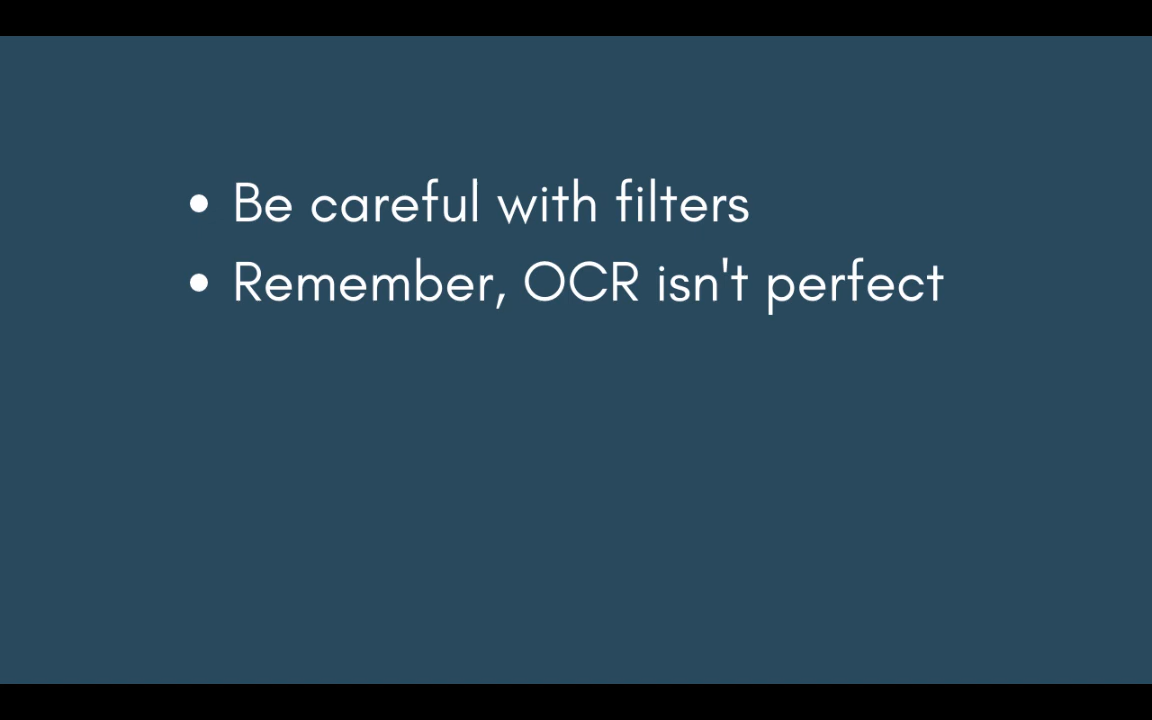 • Be careful with filters
• Remember, OCR isn't perfect